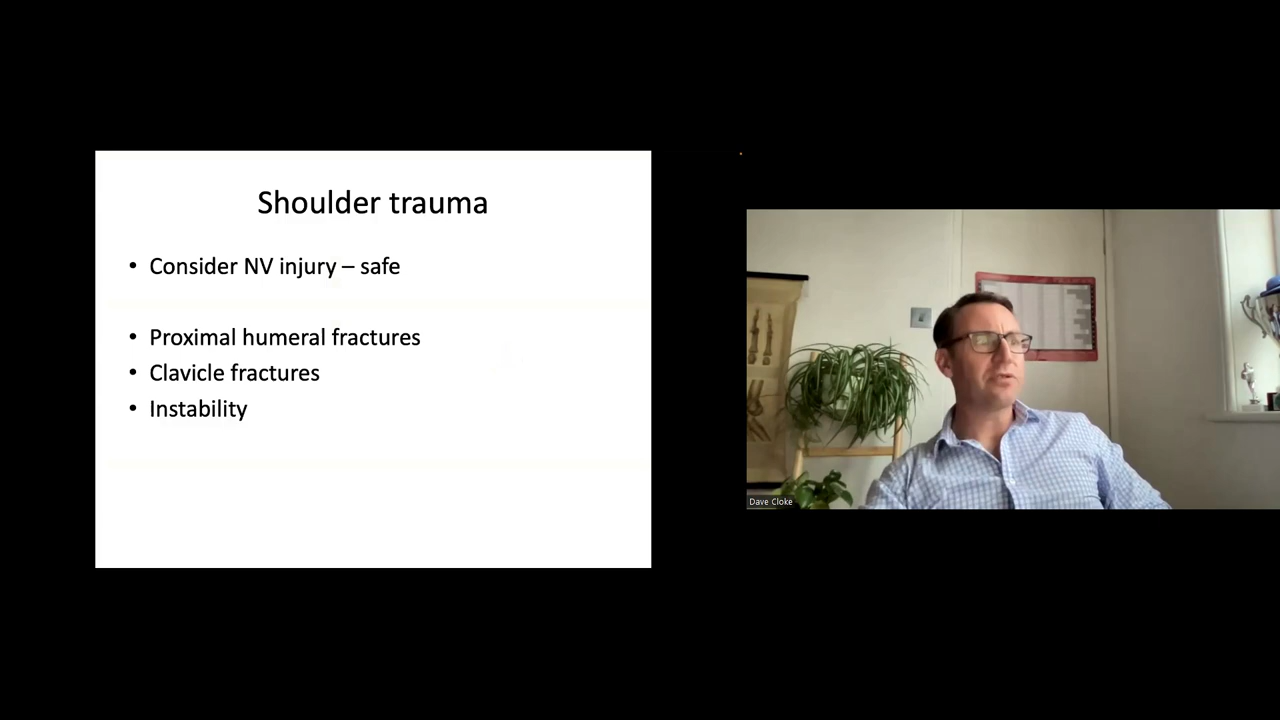 Shoulder trauma
• Consider NV injury – safe
• Proximal humeral fractures
• Clavicle fractures
• Instability
Dave Cloke